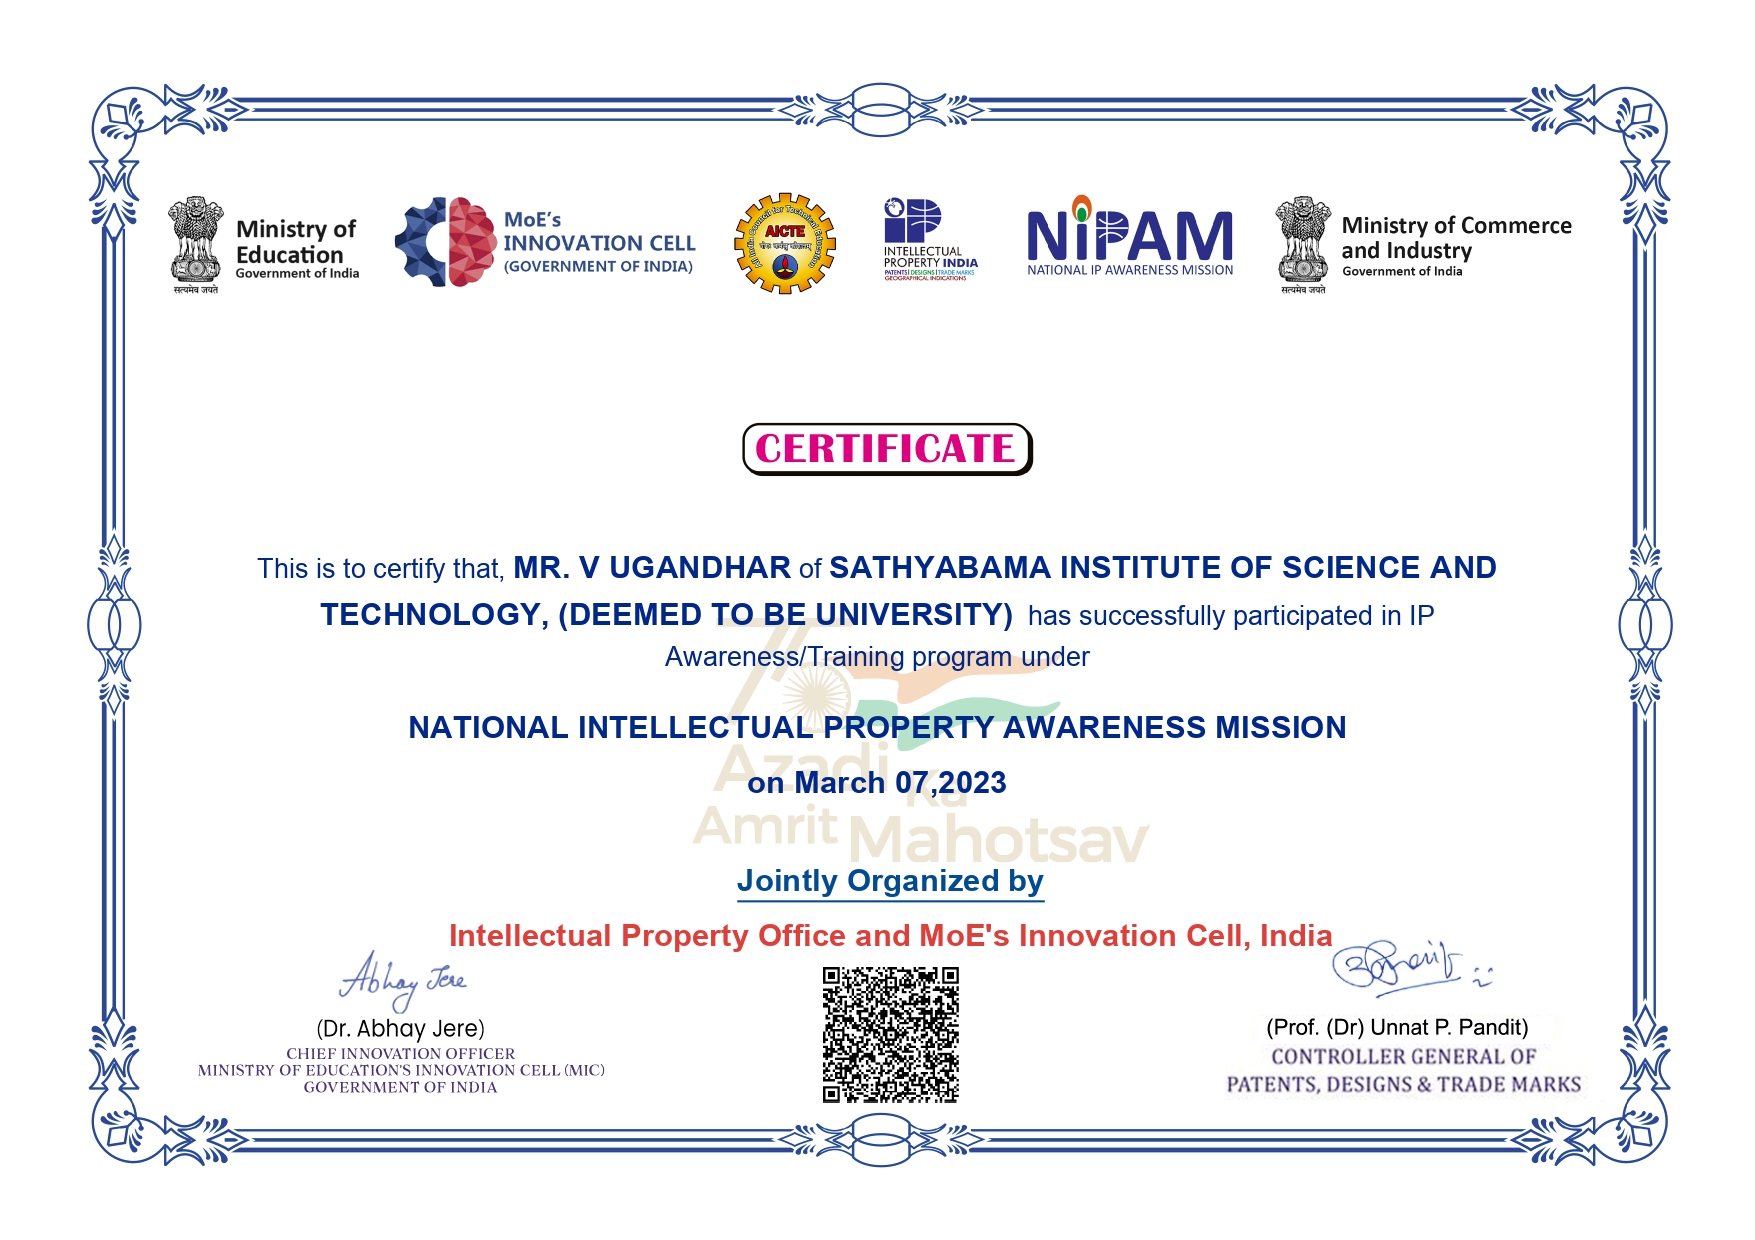 Ministry of
Education
Government of India
सत्यमेव जयते
MoE's
INNOVATION CELL
(GOVERNMENT OF INDIA)
All India Council for Technical Education
AICTE
INTELLECTUAL
PROPERTY INDIA
PATENTS | DESIGNS | TRADE MARKS
GEOGRAPHICAL INDICATIONS
NiPAM
NATIONAL IP AWARENESS MISSION
Ministry of Commerce
and Industry
Government of India
सत्यमेव जयते
CERTIFICATE
This is to certify that, MR. V UGANDHAR of SATHYABAMA INSTITUTE OF SCIENCE AND
TECHNOLOGY, (DEEMED TO BE UNIVERSITY) has successfully participated in IP
Awareness/Training program under
NATIONAL INTELLECTUAL PROPERTY AWARENESS MISSION
on March 07,2023
Azadi Ka
Amrit Mahotsav
Jointly Organized by
Intellectual Property Office and MoE's Innovation Cell, India
Abhay Jere
(Dr. Abhay Jere)
CHIEF INNOVATION OFFICER
MINISTRY OF EDUCATION'S INNOVATION CELL (MIC)
GOVERNMENT OF INDIA
(Prof. (Dr) Unnat P. Pandit)
CONTROLLER GENERAL OF
PATENTS, DESIGNS & TRADE MARKS